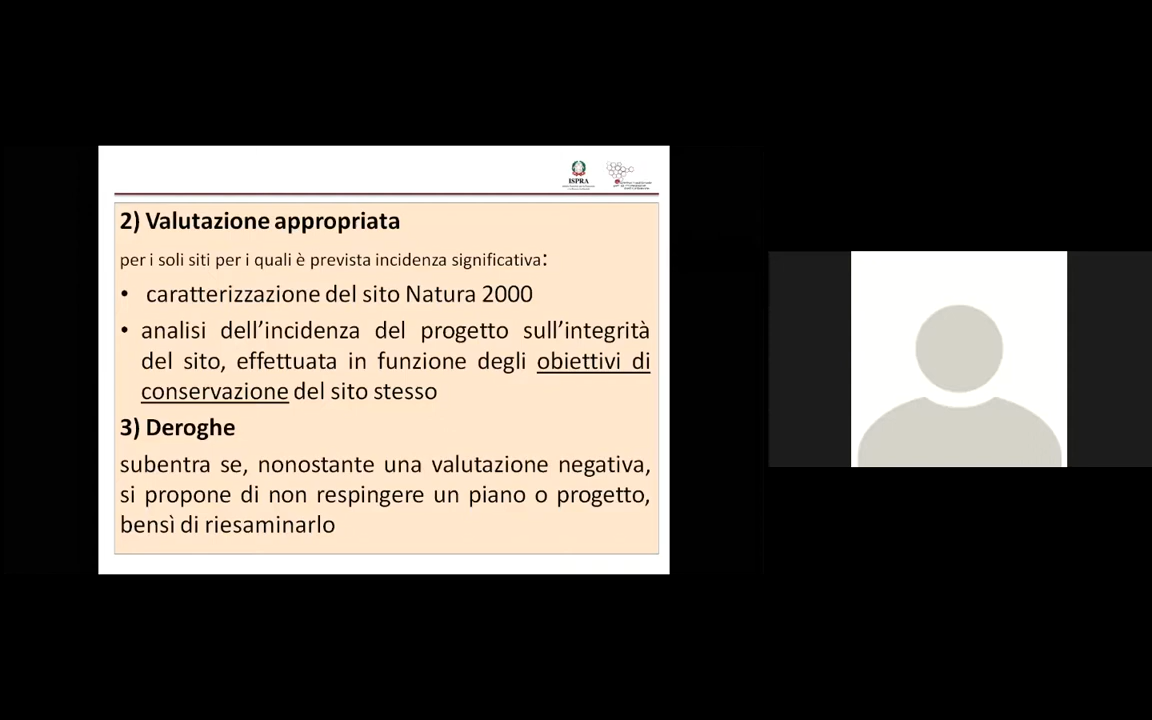 ISPRA
2) Valutazione appropriata
per i soli siti per i quali è prevista incidenza significativa:
• caratterizzazione del sito Natura 2000
• analisi dell’incidenza del progetto sull’integrità
del sito, effettuata in funzione degli obiettivi di
conservazione del sito stesso
3) Deroghe
subentra se, nonostante una valutazione negativa,
si propone di non respingere un piano o progetto,
bensì di riesaminarlo